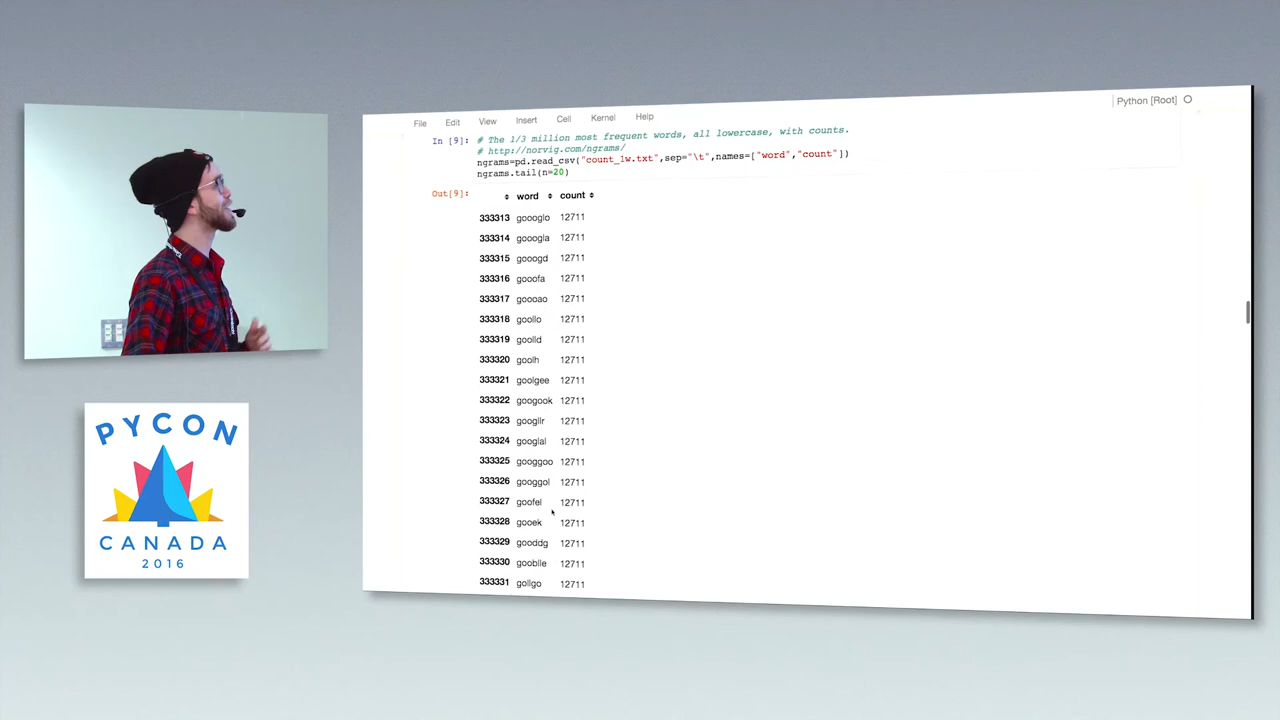 File Edit View Insert Cell Kernel Help
Python [Root]
In [9]:
# The 1/3 million most frequent words, all lowercase, with counts.
# http://norvig.com/ngrams/
ngrams=pd.read_csv("count_1w.txt",sep="\t",names=["word","count"])
ngrams.tail(n=20)
Out[9]:
word count
333313 goooglo 12711
333314 gooogla 12711
333315 gooogd 12711
333316 gooofa 12711
333317 goooao 12711
333318 goollo 12711
333319 goolld 12711
333320 goolh 12711
333321 goolgee 12711
333322 googook 12711
333323 googllr 12711
333324 googlal 12711
333325 googgoo 12711
333326 googgol 12711
333327 goofel 12711
333328 gooek 12711
333329 gooddg 12711
333330 gooblle 12711
333331 gollgo 12711
PYCON
CANADA
2016